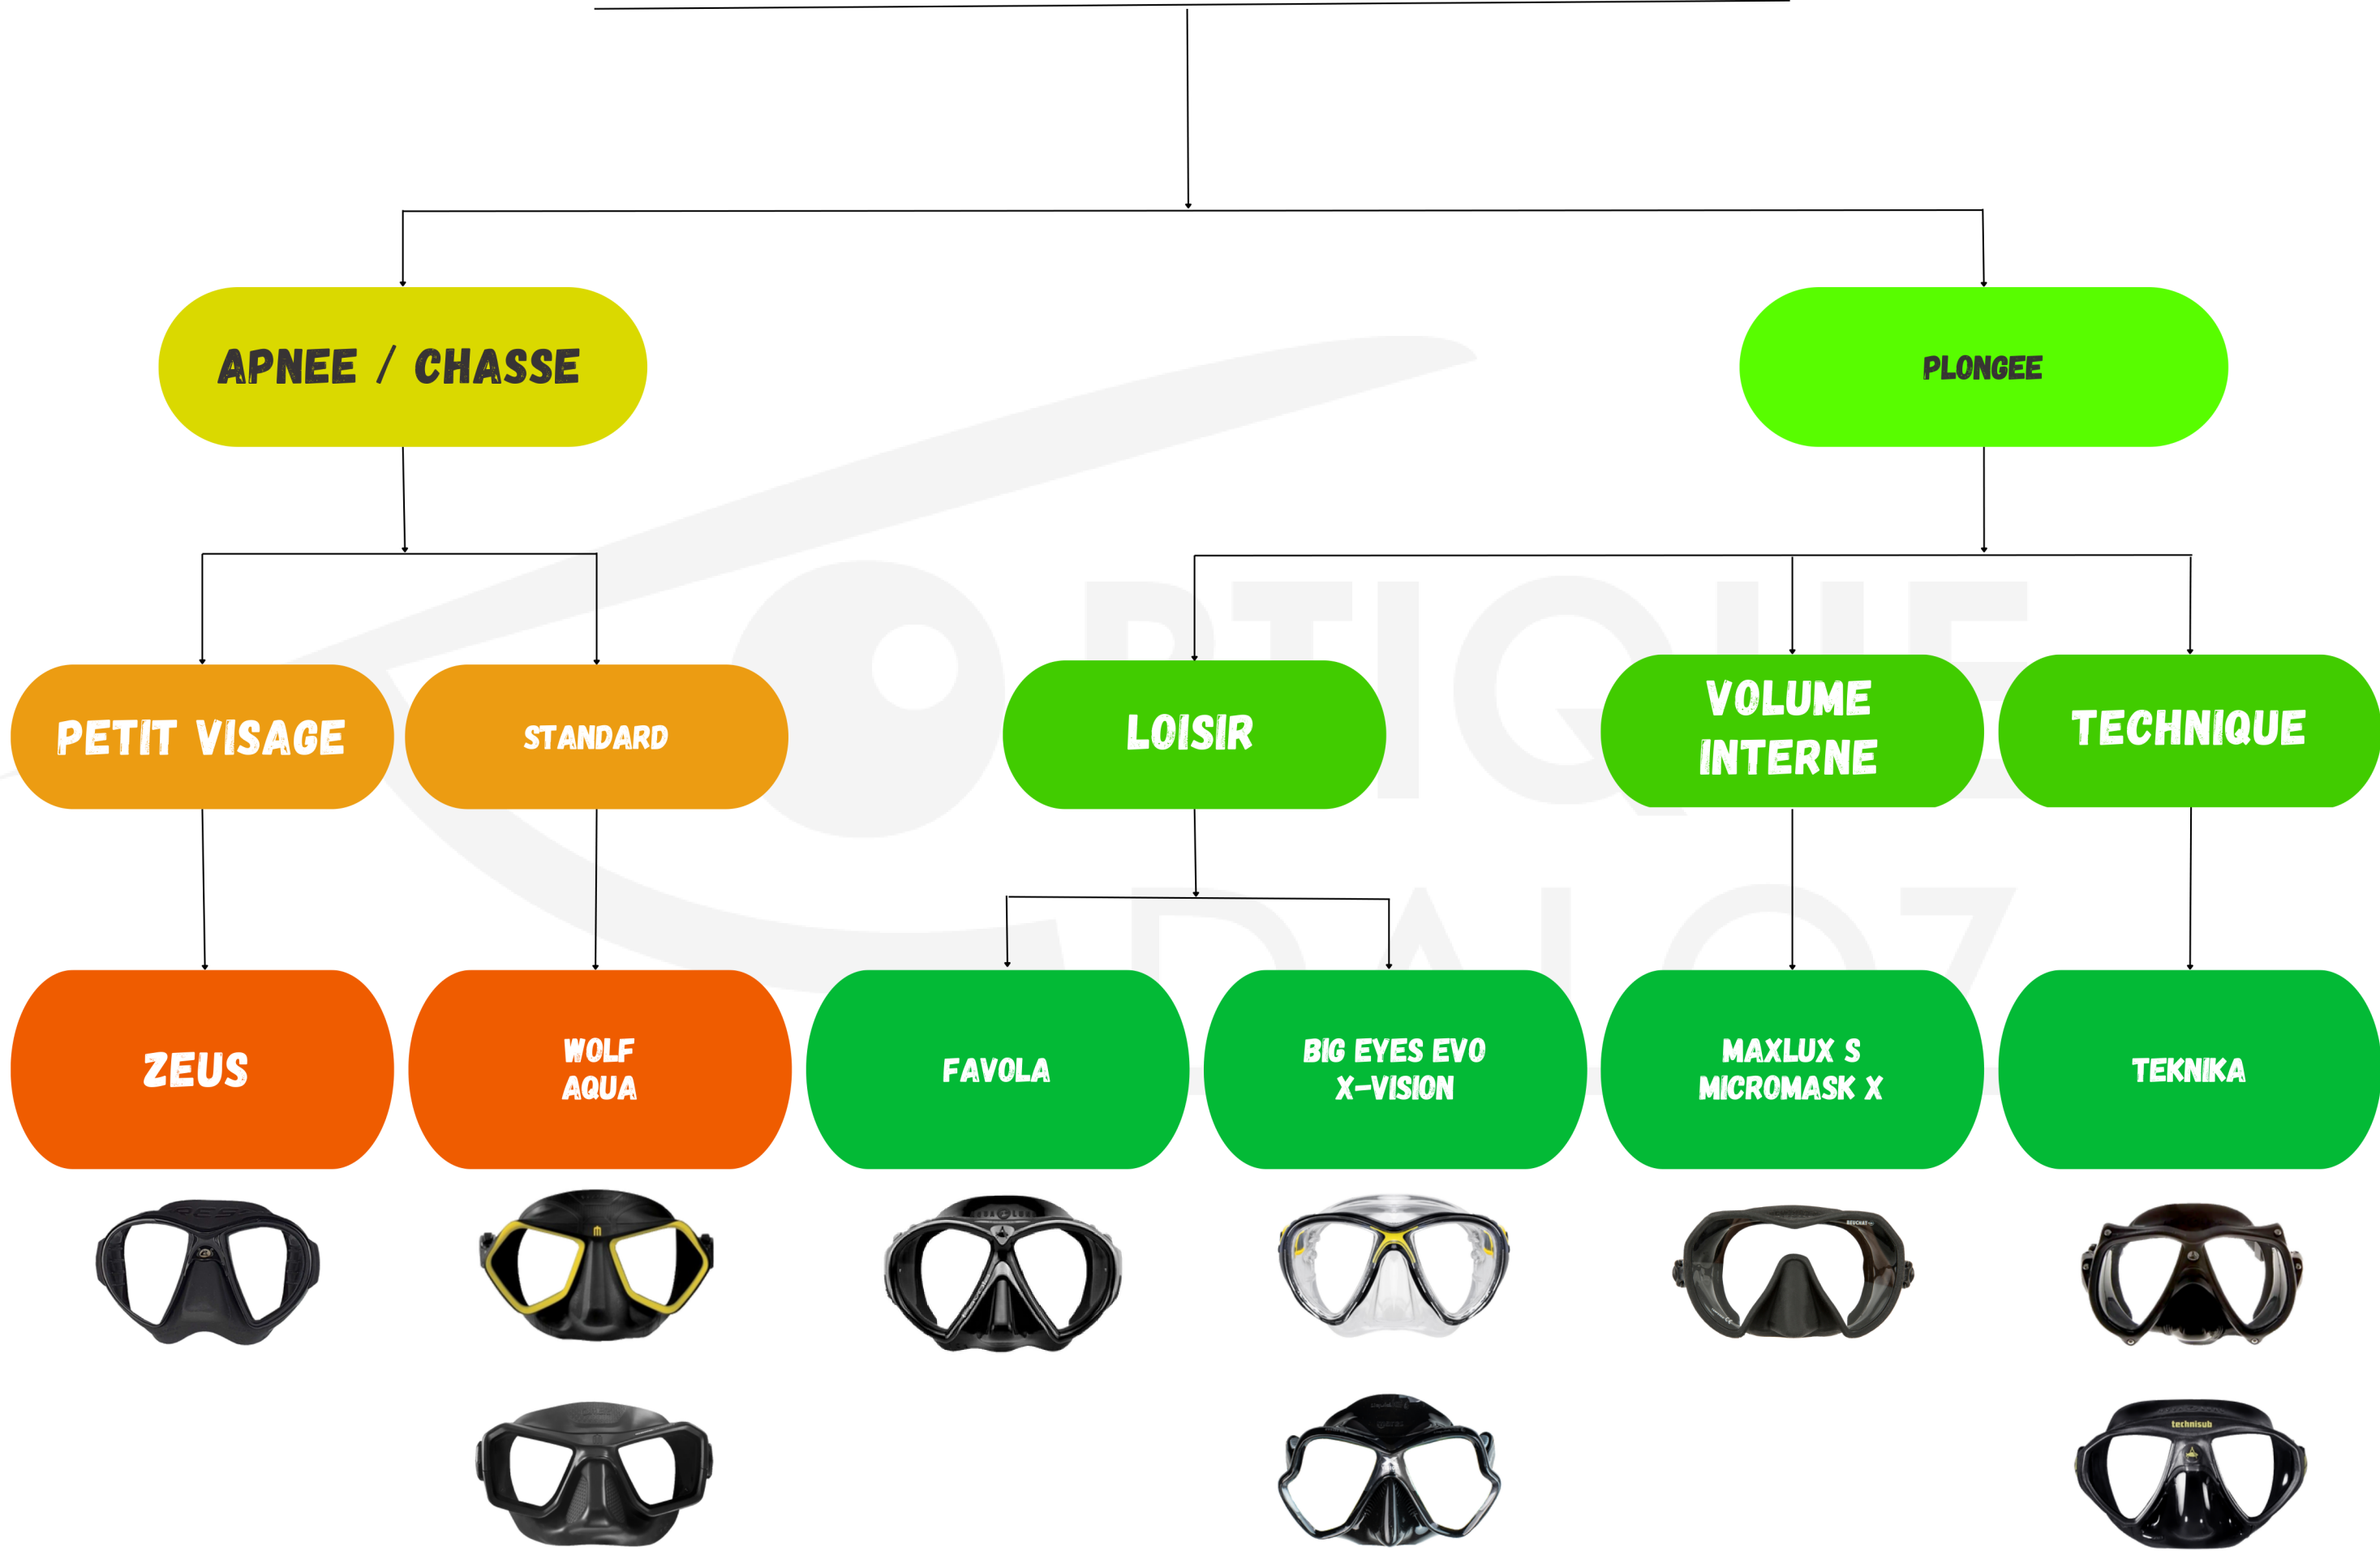 APNEE / CHASSE
PLONGEE
PETIT VISAGE
STANDARD
LOISIR
VOLUME
INTERNE
TECHNIQUE
ZEUS
WOLF
AQUA
FAVOLA
BIG EYES EVO
X-VISION
MAXLUX S
MICROMASK X
TEKNIKA
technisub